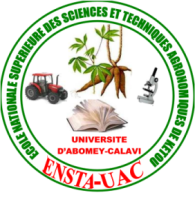 ECOLE NATIONALE SUPERIEURE DES SCIENCES ET TECHNIQUES AGRONOMIQUES DE KETOU
UNIVERSITE
D'ABOMEY-CALAVI
ENSTA-UAC